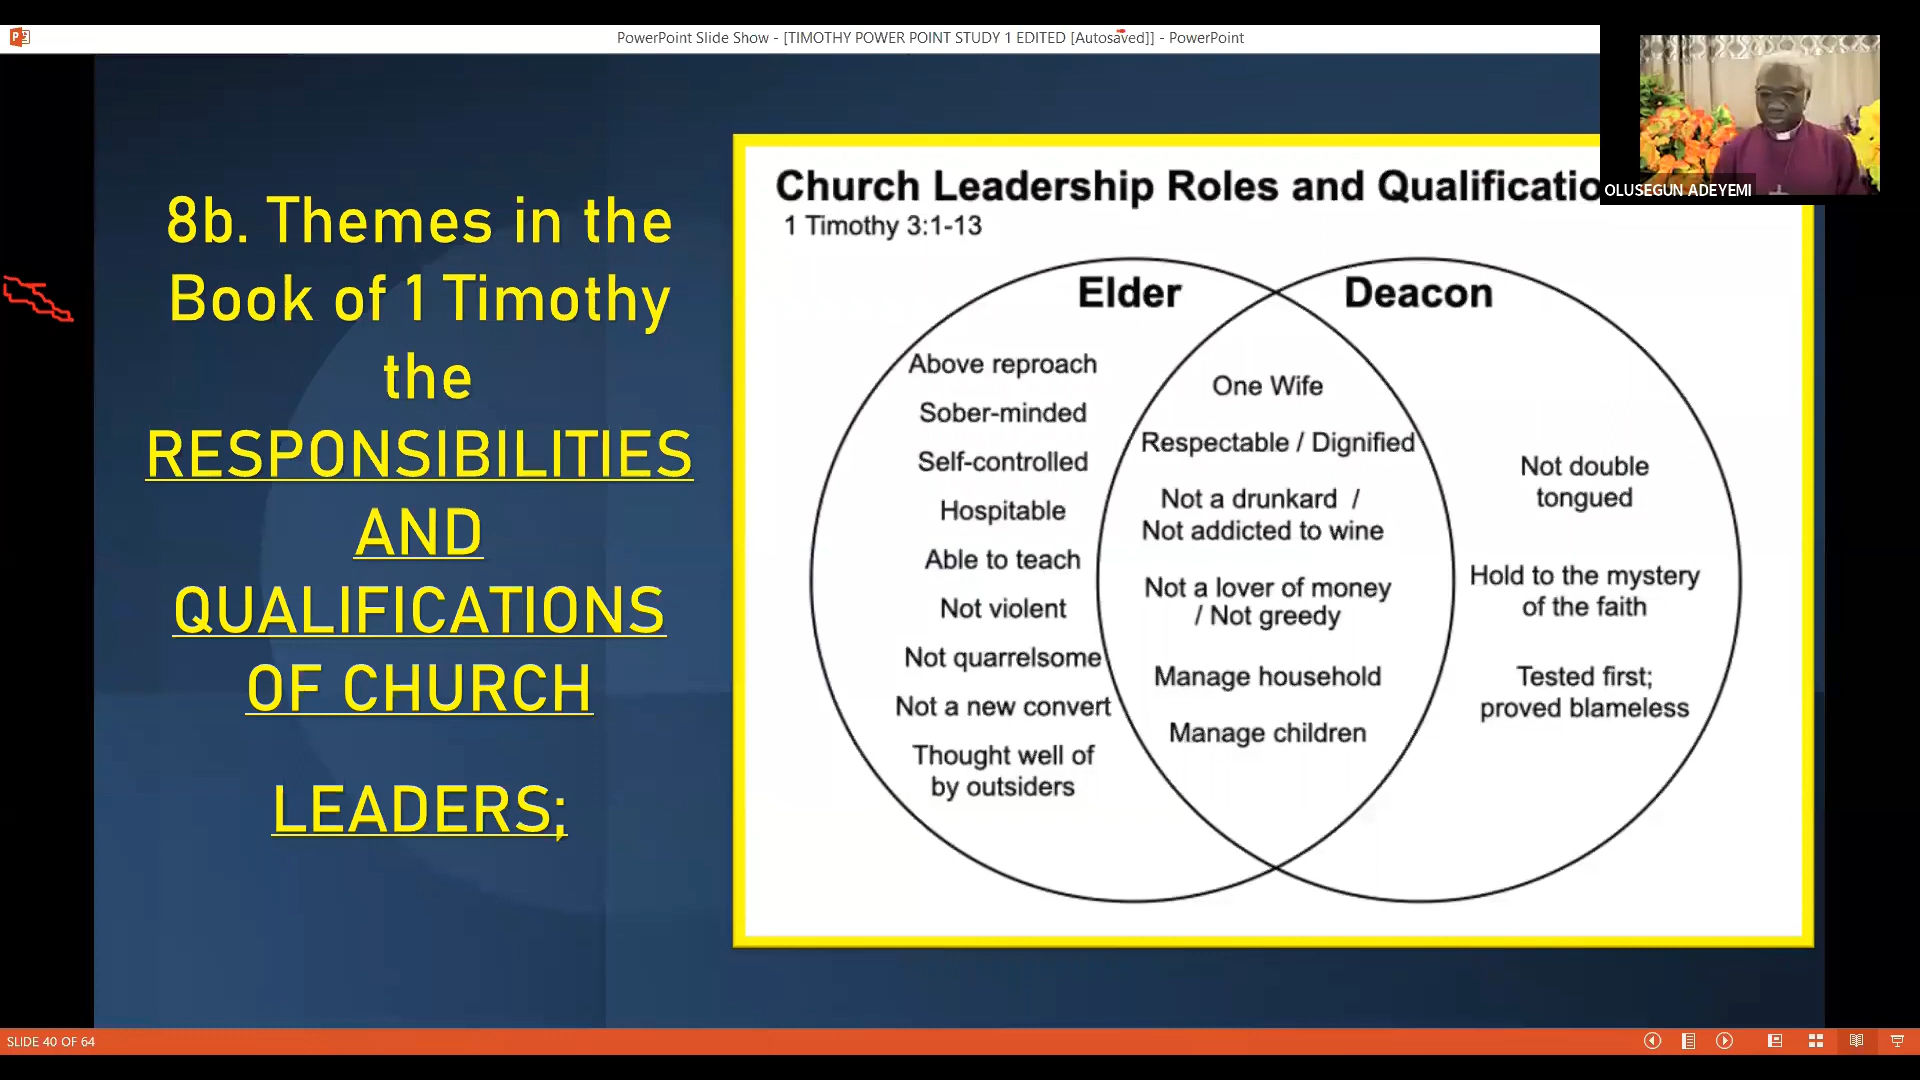 PowerPoint Slide Show - [TIMOTHY POWER POINT STUDY 1 EDITED [Autosaved]] - PowerPoint
OLUSEGUN ADEYEMI
8b. Themes in the
Book of 1 Timothy
the
RESPONSIBILITIES
AND
QUALIFICATIONS
OF CHURCH
LEADERS;
Church Leadership Roles and Qualificatio
1 Timothy 3:1-13
Elder
Above reproach
Sober-minded
Self-controlled
Hospitable
Able to teach
Not violent
Not quarrelsome
Not a new convert
Thought well of
by outsiders
One Wife
Respectable / Dignified
Not a drunkard /
Not addicted to wine
Not a lover of money
/ Not greedy
Manage household
Manage children
Deacon
Not double
tongued
Hold to the mystery
of the faith
Tested first;
proved blameless
SLIDE 40 OF 64